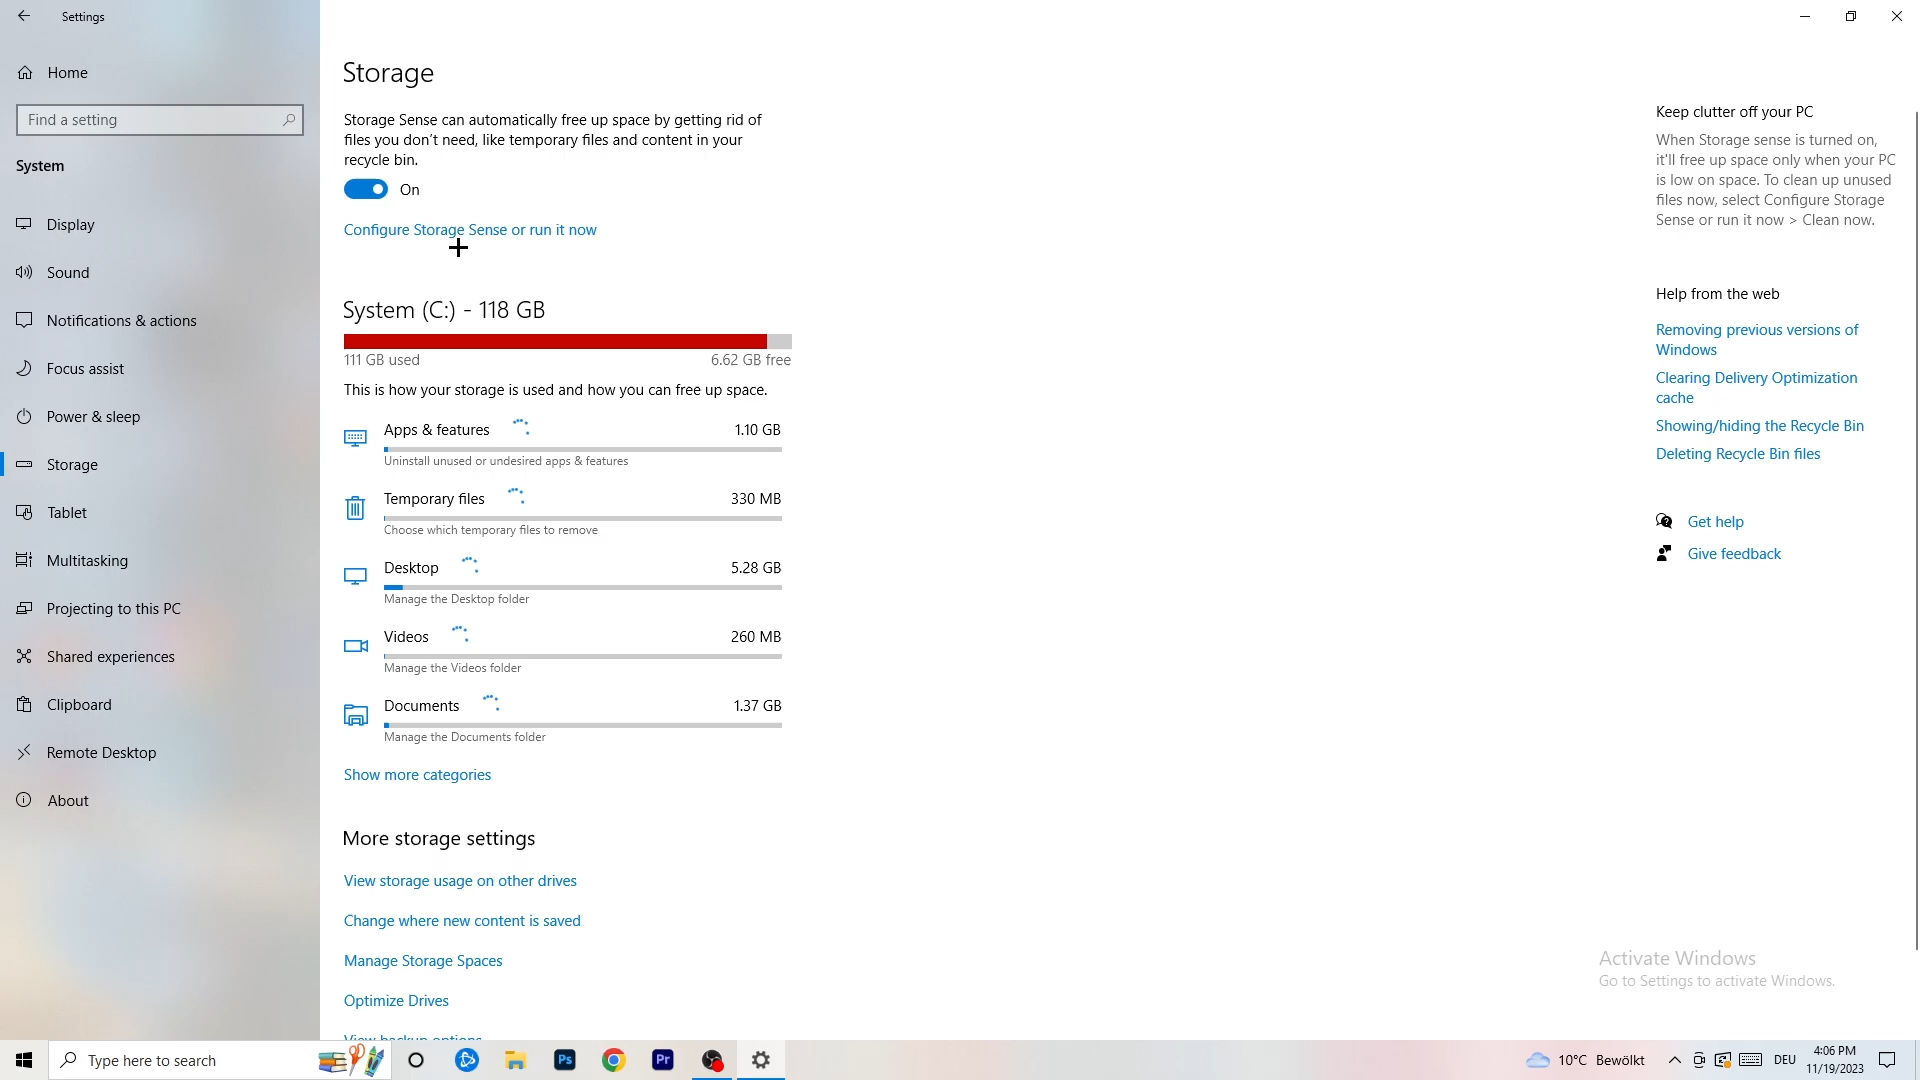 Settings
Home
Find a setting
System
Display
Sound
Notifications & actions
Focus assist
Power & sleep
Storage
Tablet
Multitasking
Projecting to this PC
Shared experiences
Clipboard
Remote Desktop
About
Storage
Storage Sense can automatically free up space by getting rid of
files you don't need, like temporary files and content in your
recycle bin.
On
Configure Storage Sense or run it now
System (C:) - 118 GB
111 GB used
6.62 GB free
This is how your storage is used and how you can free up space.
Apps & features
1.10 GB
Uninstall unused or undesired apps & features
Temporary files
330 MB
Choose which temporary files to remove
Desktop
5.28 GB
Manage the Desktop folder
Videos
260 MB
Manage the Videos folder
Documents
1.37 GB
Manage the Documents folder
Show more categories
More storage settings
View storage usage on other drives
Change where new content is saved
Manage Storage Spaces
Optimize Drives
View backup options
Keep clutter off your PC
When Storage sense is turned on,
it'll free up space only when your PC
is low on space. To clean up unused
files now, select Configure Storage
Sense or run it now > Clean now.
Help from the web
Removing previous versions of
Windows
Clearing Delivery Optimization
cache
Showing/hiding the Recycle Bin
Deleting Recycle Bin files
Get help
Give feedback
Activate Windows
Go to Settings to activate Windows.
Type here to search
Ps
Pr
10°C Bewölkt
DEU
4:06 PM
11/19/2023